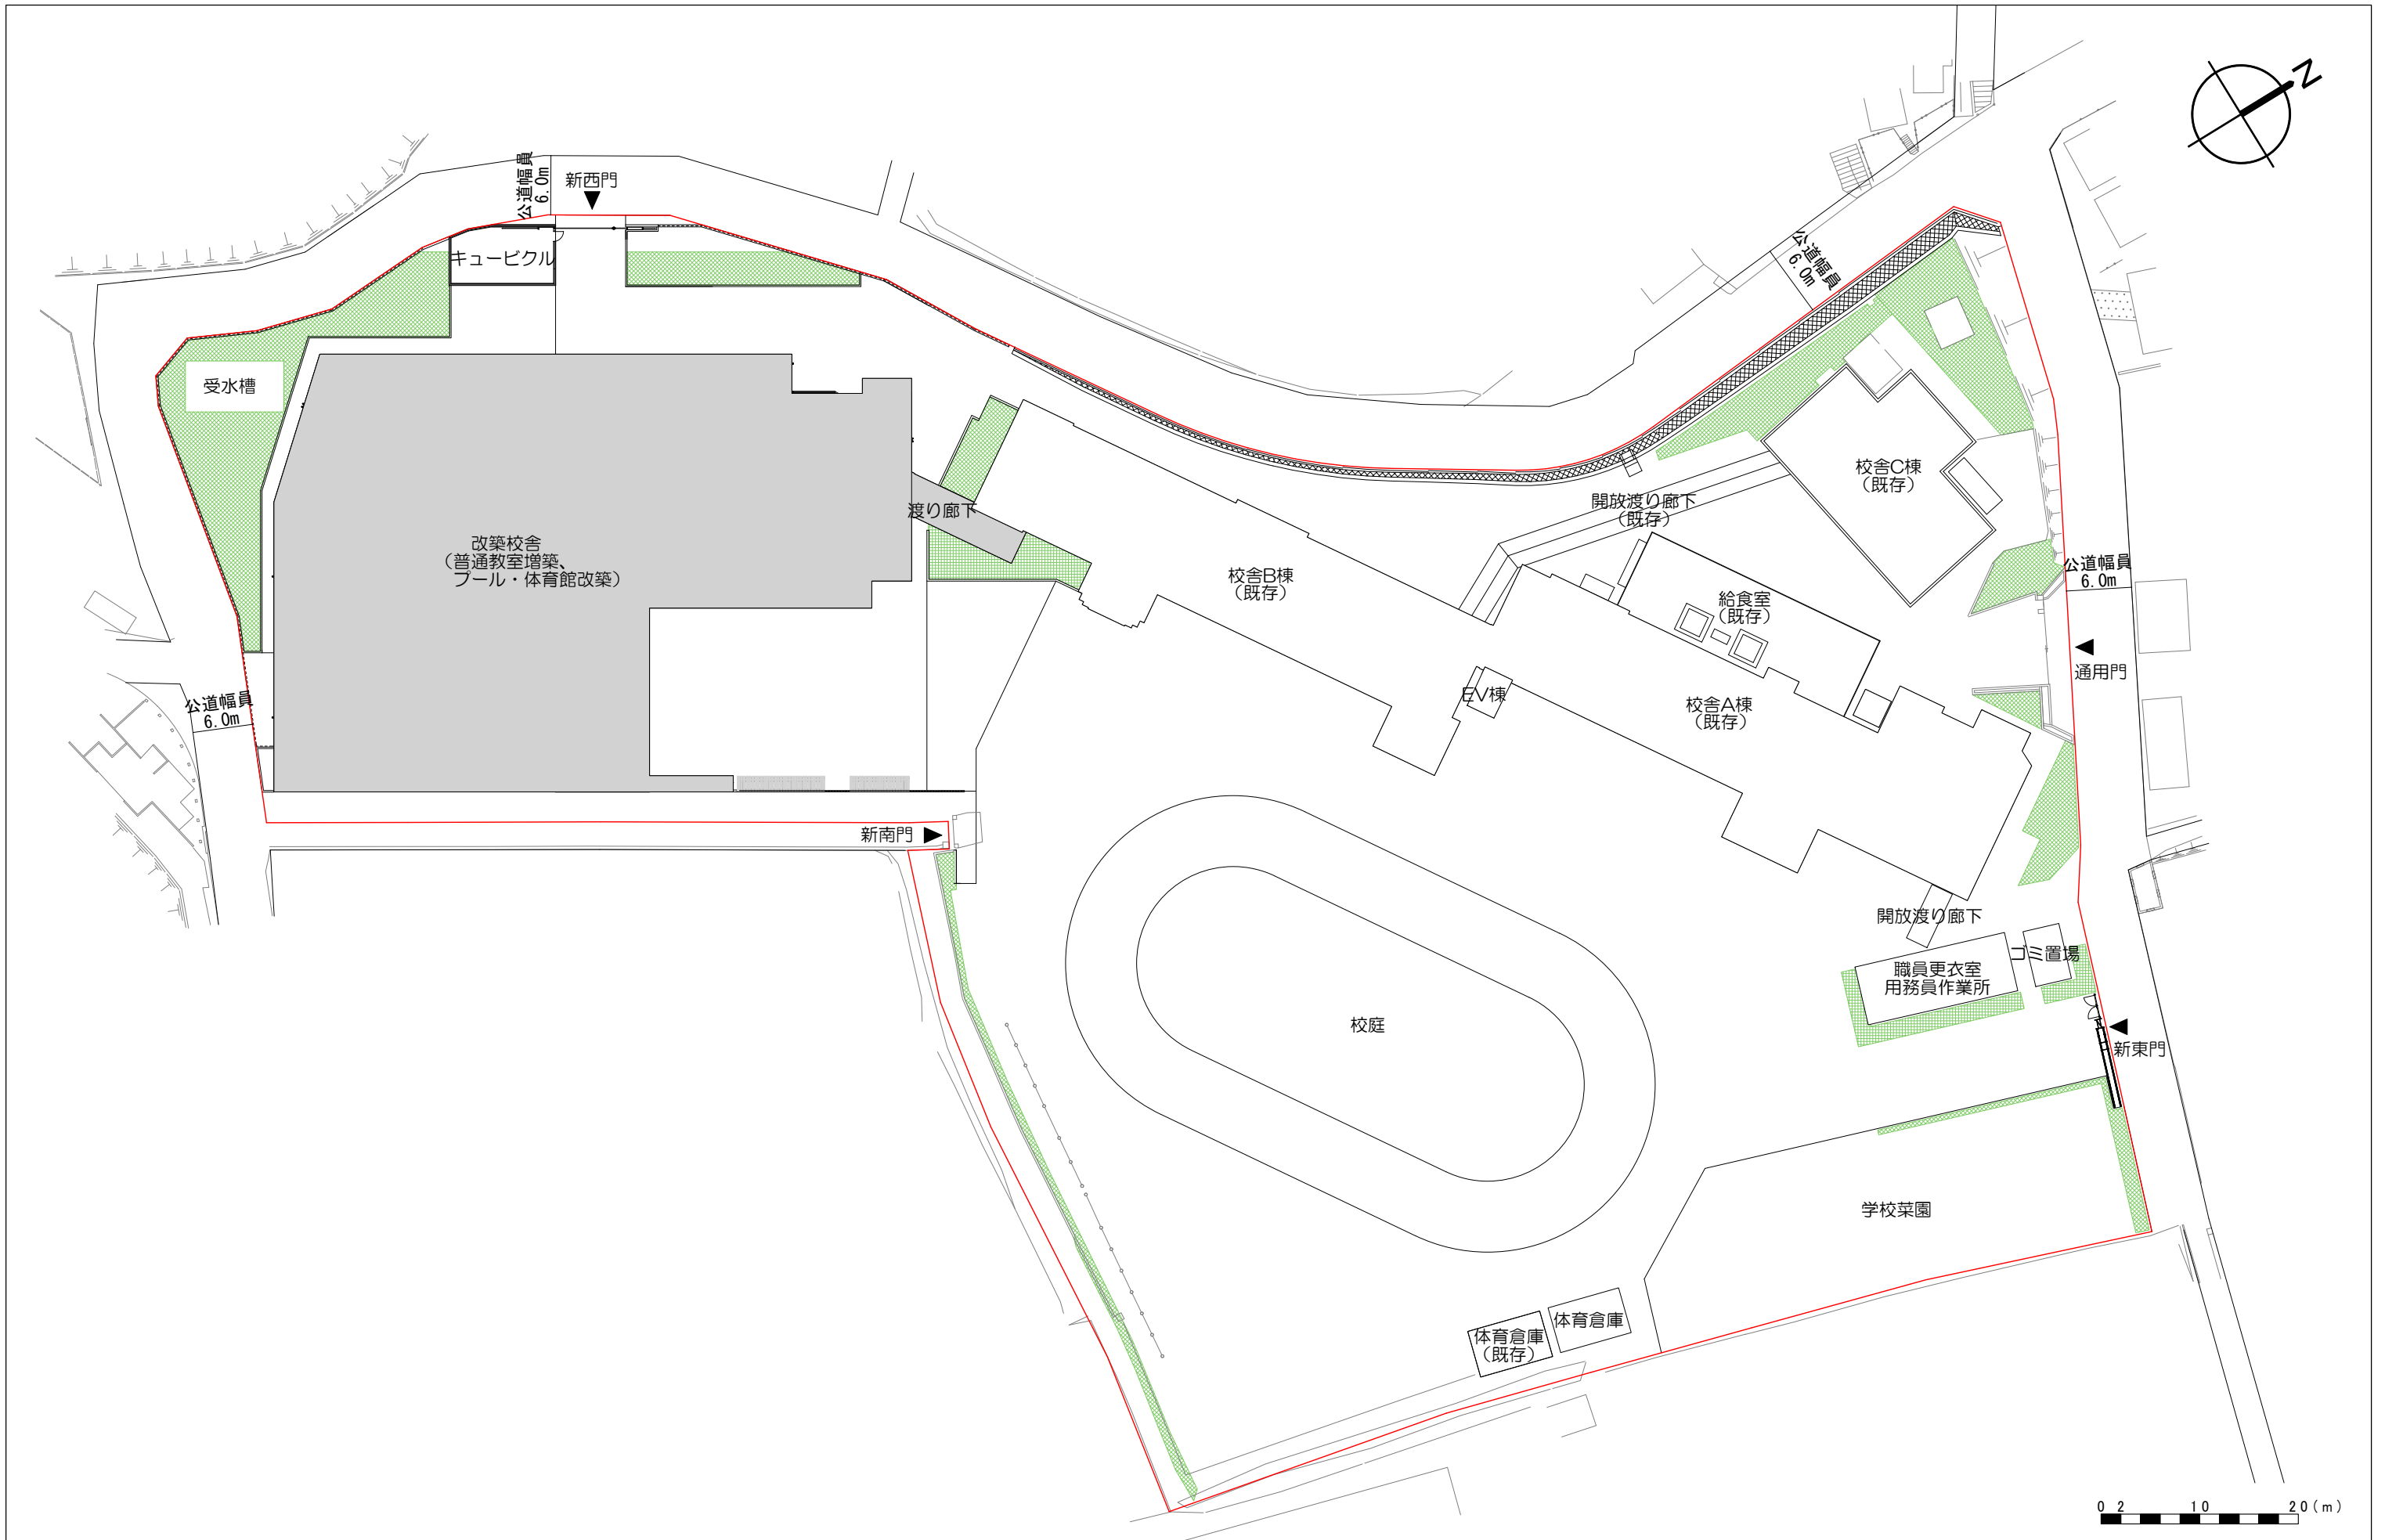 N
公道幅員
6.0m
新西門
キュービクル
公道幅員
6.0m
受水槽
校舎C棟
(既存)
開放渡り廊下
(既存)
渡り廊下
改築校舎
(普通教室増築、
プール・体育館改築)
校舎B棟
(既存)
給食室
(既存)
公道幅員
6.0m
通用門
EV棟
校舎A棟
(既存)
公道幅員
6.0m
新南門
開放渡り廊下
ゴミ置場
職員更衣室
用務員作業所
校庭
新東門
学校菜園
体育倉庫
体育倉庫
(既存)
0 2 10 20(m)